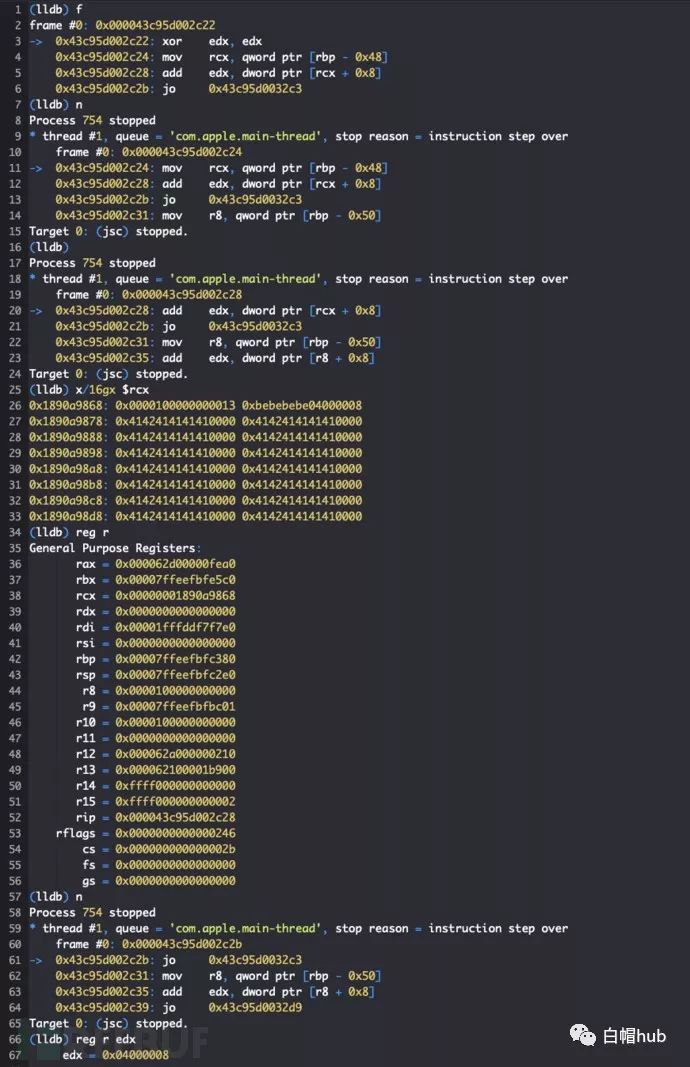 1 (lldb) f
2 frame #0: 0x000043c95d002c22
3 -> 0x43c95d002c22: xor edx, edx
4 0x43c95d002c24: mov rcx, qword ptr [rbp - 0x48]
5 0x43c95d002c28: add edx, dword ptr [rcx + 0x8]
6 0x43c95d002c2b: jo 0x43c95d0032c3
7 (lldb) n
8 Process 754 stopped
9 * thread #1, queue = 'com.apple.main-thread', stop reason = instruction step over
10 frame #0: 0x000043c95d002c24
11 -> 0x43c95d002c24: mov rcx, qword ptr [rbp - 0x48]
12 0x43c95d002c28: add edx, dword ptr [rcx + 0x8]
13 0x43c95d002c2b: jo 0x43c95d0032c3
14 0x43c95d002c31: mov r8, qword ptr [rbp - 0x50]
15 Target 0: (jsc) stopped.
16 (lldb)
17 Process 754 stopped
18 * thread #1, queue = 'com.apple.main-thread', stop reason = instruction step over
19 frame #0: 0x000043c95d002c28
20 -> 0x43c95d002c28: add edx, dword ptr [rcx + 0x8]
21 0x43c95d002c2b: jo 0x43c95d0032c3
22 0x43c95d002c31: mov r8, qword ptr [rbp - 0x50]
23 0x43c95d002c35: add edx, dword ptr [r8 + 0x8]
24 Target 0: (jsc) stopped.
25 (lldb) x/16gx $rcx
26 0x1890a9868: 0x0000100000000013 0xbebebebe04000008
27 0x1890a9878: 0x4142414141410000 0x4142414141410000
28 0x1890a9888: 0x4142414141410000 0x4142414141410000
29 0x1890a9898: 0x4142414141410000 0x4142414141410000
30 0x1890a98a8: 0x4142414141410000 0x4142414141410000
31 0x1890a98b8: 0x4142414141410000 0x4142414141410000
32 0x1890a98c8: 0x4142414141410000 0x4142414141410000
33 0x1890a98d8: 0x4142414141410000 0x4142414141410000
34 (lldb) reg r
35 General Purpose Registers:
36 rax = 0x000062d00000fea0
37 rbx = 0x00007ffeefbfe5c0
38 rcx = 0x00000001890a9868
39 rdx = 0x0000000000000000
40 rdi = 0x00001fffddf7f7e0
41 rsi = 0x0000000000000000
42 rbp = 0x00007ffeefbfc380
43 rsp = 0x00007ffeefbfc2e0
44 r8 = 0x0000100000000000
45 r9 = 0x00007ffeefbfbc01
46 r10 = 0x0000100000000000
47 r11 = 0x0000000000000000
48 r12 = 0x000062a000000210
49 r13 = 0x000062100001b900
50 r14 = 0xffff000000000000
51 r15 = 0xffff000000000002
52 rip = 0x000043c95d002c28
53 rflags = 0x0000000000000246
54 cs = 0x000000000000002b
55 fs = 0x0000000000000000
56 gs = 0x0000000000000000
57 (lldb) n
58 Process 754 stopped
59 * thread #1, queue = 'com.apple.main-thread', stop reason = instruction step over
60 frame #0: 0x000043c95d002c2b
61 -> 0x43c95d002c2b: jo 0x43c95d0032c3
62 0x43c95d002c31: mov r8, qword ptr [rbp - 0x50]
63 0x43c95d002c35: add edx, dword ptr [r8 + 0x8]
64 0x43c95d002c39: jo 0x43c95d0032d9
65 Target 0: (jsc) stopped.
66 (lldb) reg r edx
67 edx = 0x04000008
白帽hub